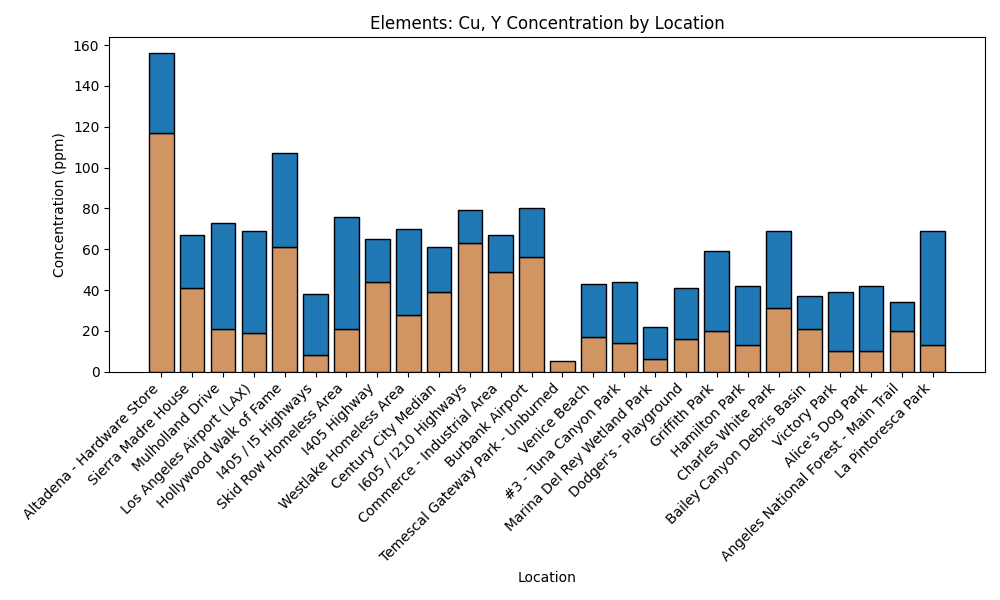 Elements: Cu, Y Concentration by Location
Concentration (ppm)
160
140
120
100
80
60
40
20
0
Altadena - Hardware Store
Sierra Madre House
Mulholland Drive
Los Angeles Airport (LAX)
Hollywood Walk of Fame
I405 / I5 Highways
Skid Row Homeless Area
I405 Highway
Westlake Homeless Area
Century City Median
I605 / I210 Highways
Commerce - Industrial Area
Burbank Airport
Temescal Gateway Park - Unburned
Venice Beach
#3 - Tuna Canyon Park
Marina Del Rey Wetland Park
Dodger's - Playground
Griffith Park
Hamilton Park
Charles White Park
Bailey Canyon Debris Basin
Victory Park
Alice's Dog Park
Angeles National Forest - Main Trail
La Pintoresca Park
Location